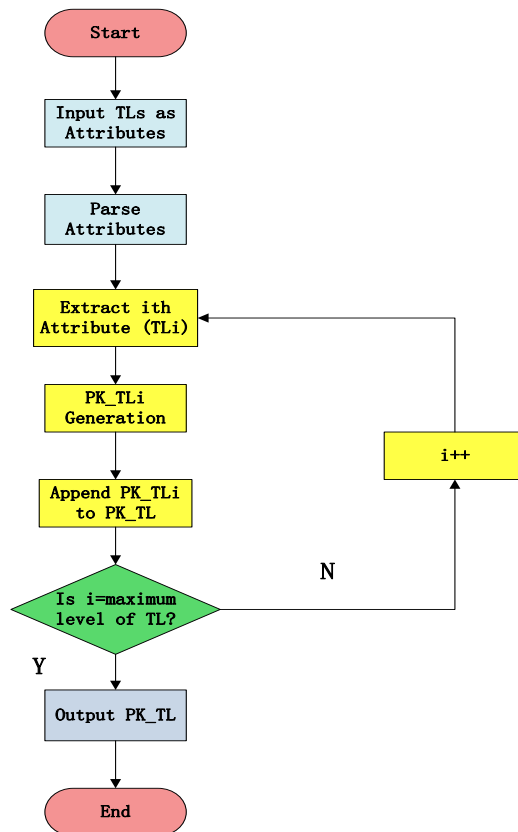 Start
Input TLs as
Attributes
Parse
Attributes
Extract ith
Attribute (TLi)
PK_TLi
Generation
i++
Append PK_TLi
to PK_TL
N
Is i=maximum
level of TL?
Y
Output PK_TL
End